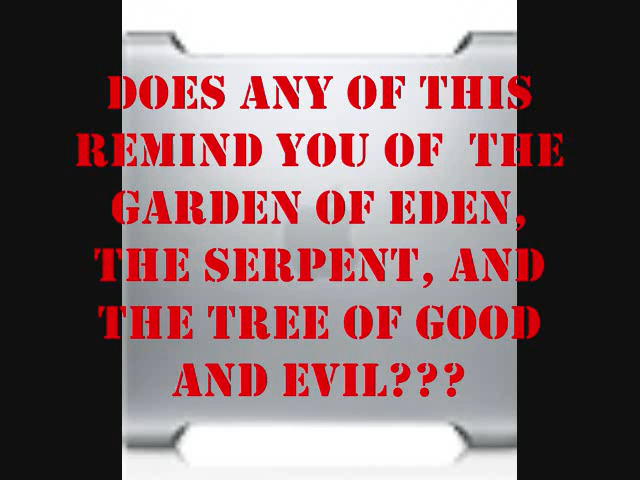 DOES ANY OF THIS
REMIND YOU OF THE
GARDEN OF EDEN,
THE SERPENT, AND
THE TREE OF GOOD
AND EVIL???